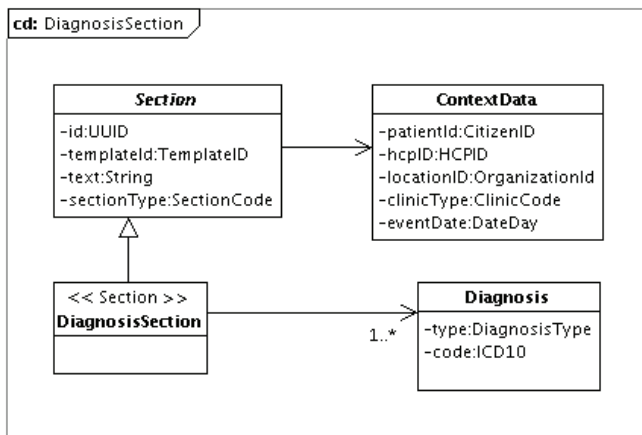 cd: DiagnosisSection
Section
-id:UUID
-templateId:TemplateID
-text:String
-sectionType:SectionCode
ContextData
-patientId:CitizenID
-hcpID:HCPID
-locationID:OrganizationId
-clinicType:ClinicCode
-eventDate:DateDay
<< Section >>
DiagnosisSection
1..*
Diagnosis
-type:DiagnosisType
-code:ICD10